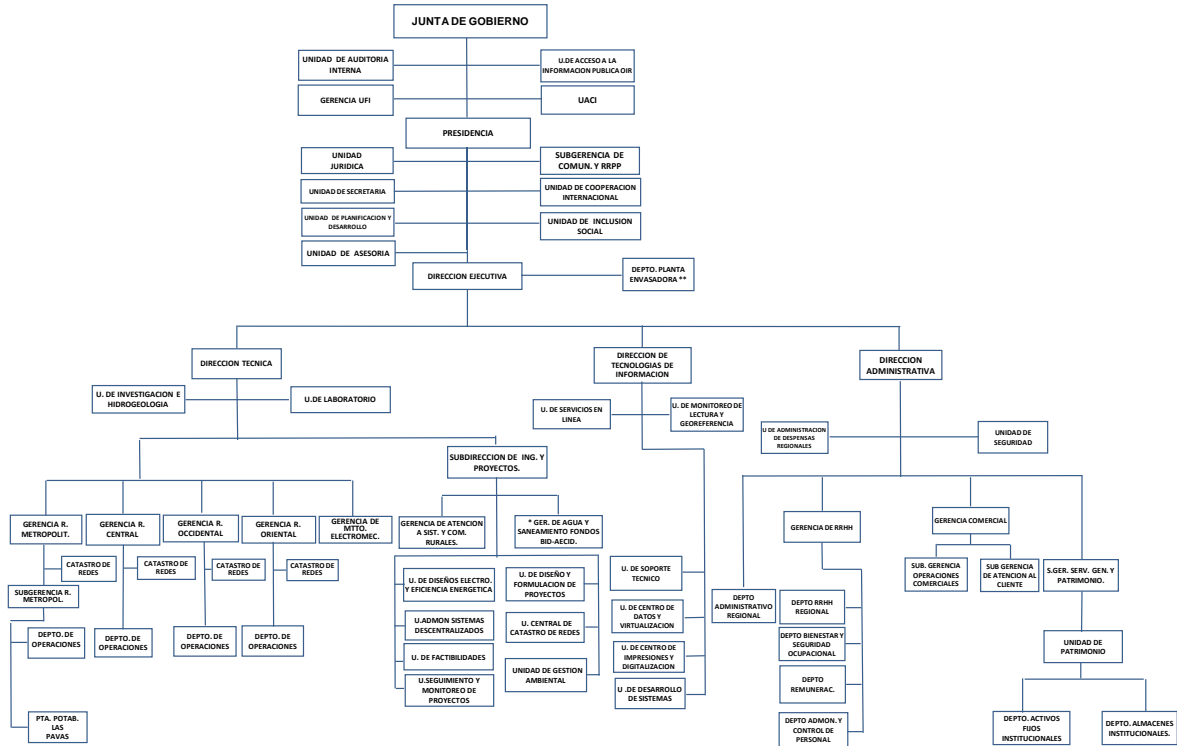 JUNTA DE GOBIERNO
UNIDAD DE AUDITORIA
INTERNA
U.DE ACCESO A LA
INFORMACION PUBLICA OIR
GERENCIA UFI
UACI
PRESIDENCIA
UNIDAD
JURIDICA
SUBGERENCIA DE
COMUN. Y RRPP
UNIDAD DE SECRETARIA
UNIDAD DE COOPERACION
INTERNACIONAL
UNIDAD DE PLANIFICACION Y
DESARROLLO
UNIDAD DE INCLUSION
SOCIAL
UNIDAD DE ASESORIA
DIRECCION EJECUTIVA
DEPTO. PLANTA
ENVASADORA **
DIRECCION TECNICA
DIRECCION DE
TECNOLOGIAS DE
INFORMACION
DIRECCION
ADMINISTRATIVA
U. DE INVESTIGACION E
HIDROGEOLOGIA
U.DE LABORATORIO
U. DE SERVICIOS EN
LINEA
U. DE MONITOREO DE
LECTURA Y
GEOREFERENCIA
U DE ADMINISTRACION
DE DESPENSAS
REGIONALES
UNIDAD DE
SEGURIDAD
SUBDIRECCION DE ING. Y
PROYECTOS.
GERENCIA R.
METROPOLIT.
GERENCIA R.
CENTRAL
GERENCIA R.
OCCIDENTAL
GERENCIA R.
ORIENTAL
GERENCIA DE
MTTO.
ELECTROMEC.
GERENCIA DE ATENCION
A SIST. Y COM.
RURALES.
* GER. DE AGUA Y
SANEAMIENTO FONDOS
BID-AECID.
GERENCIA DE RRHH
GERENCIA COMERCIAL
CATASTRO DE
REDES
CATASTRO DE
REDES
CATASTRO DE
REDES
CATASTRO DE
REDES
SUBGERENCIA R.
METROPOL.
DEPTO. DE
OPERACIONES
DEPTO. DE
OPERACIONES
DEPTO. DE
OPERACIONES
DEPTO. DE
OPERACIONES
PTA. POTAB.
LAS
PAVAS
U. DE DISEÑOS ELECTRO.
Y EFICIENCIA ENERGETICA
U. DE DISEÑO Y
FORMULACION DE
PROYECTOS
U.ADMON SISTEMAS
DESCENTRALIZADOS
U. CENTRAL DE
CATASTRO DE REDES
U. DE FACTIBILIDADES
UNIDAD DE GESTION
AMBIENTAL
U.SEGUIMIENTO Y
MONITOREO DE
PROYECTOS
U. DE SOPORTE
TECNICO
U. DE CENTRO DE
DATOS Y
VIRTUALIZACION
U. DE CENTRO DE
IMPRESIONES Y
DIGITALIZACION
U .DE DESARROLLO
DE SISTEMAS
DEPTO
ADMINISTRATIVO
REGIONAL
DEPTO RRHH
REGIONAL
DEPTO BIENESTAR Y
SEGURIDAD
OCUPACIONAL
DEPTO
REMUNERAC.
DEPTO ADMON. Y
CONTROL DE
PERSONAL
SUB. GERENCIA
OPERACIONES
COMERCIALES
SUB GERENCIA
DE ATENCION AL
CLIENTE
S.GER. SERV. GEN. Y
PATRIMONIO.
UNIDAD DE
PATRIMONIO
DEPTO. ACTIVOS
FIJOS
INSTITUCIONALES
DEPTO. ALMACENES
INSTITUCIONALES.